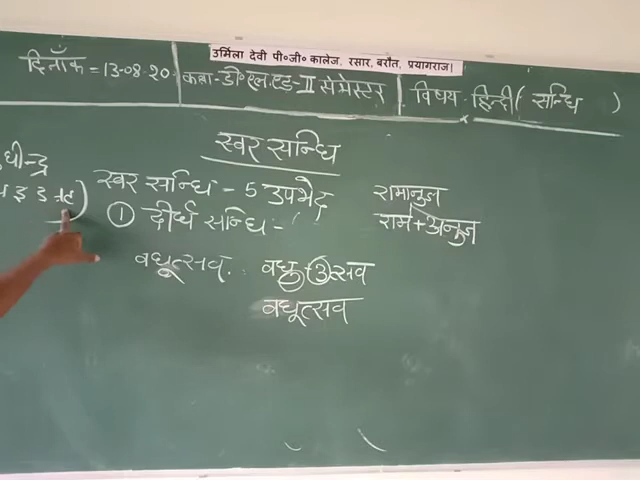 उर्मिला देवी पी०जी० कालेज, रसार, बरौत, प्रयागराज।
दिनाँक = 13-08-20 कक्षा-डी०एल०एड-II सेमेस्टर विषय-हिन्दी (सन्धि )
स्वर सन्धि
स्वर सन्धि - 5 उपभेद
① दीर्घ सन्धि -
रामानुज
राम + अनुज
वधूत्सव वधू + उत्सव
वधूत्सव